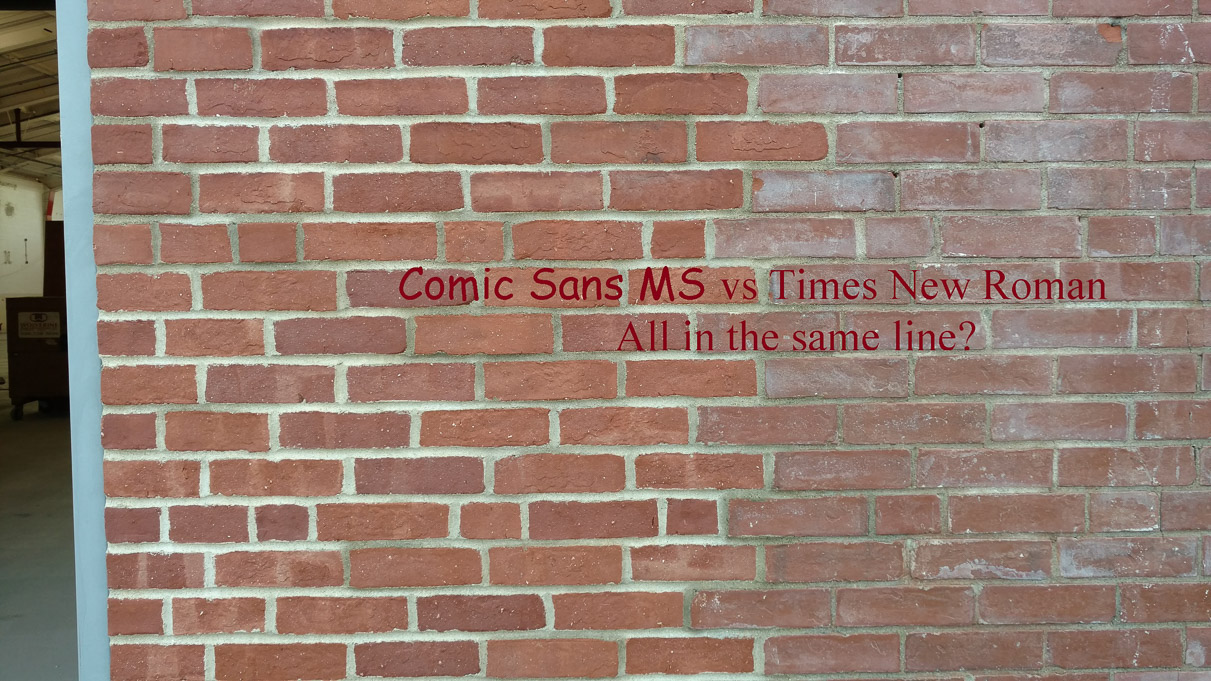 Comic Sans MS vs Times New Roman
All in the same line?